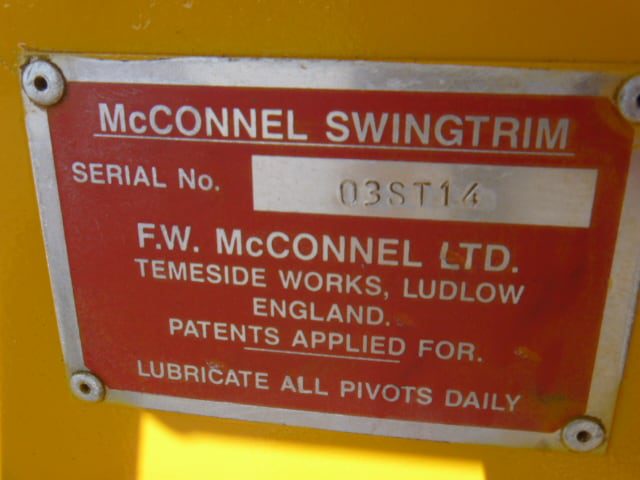 McCONNEL SWINGTRIM
SERIAL No. 03ST14
F.W. McCONNEL LTD.
TEMESIDE WORKS, LUDLOW
ENGLAND.
PATENTS APPLIED FOR.
LUBRICATE ALL PIVOTS DAILY